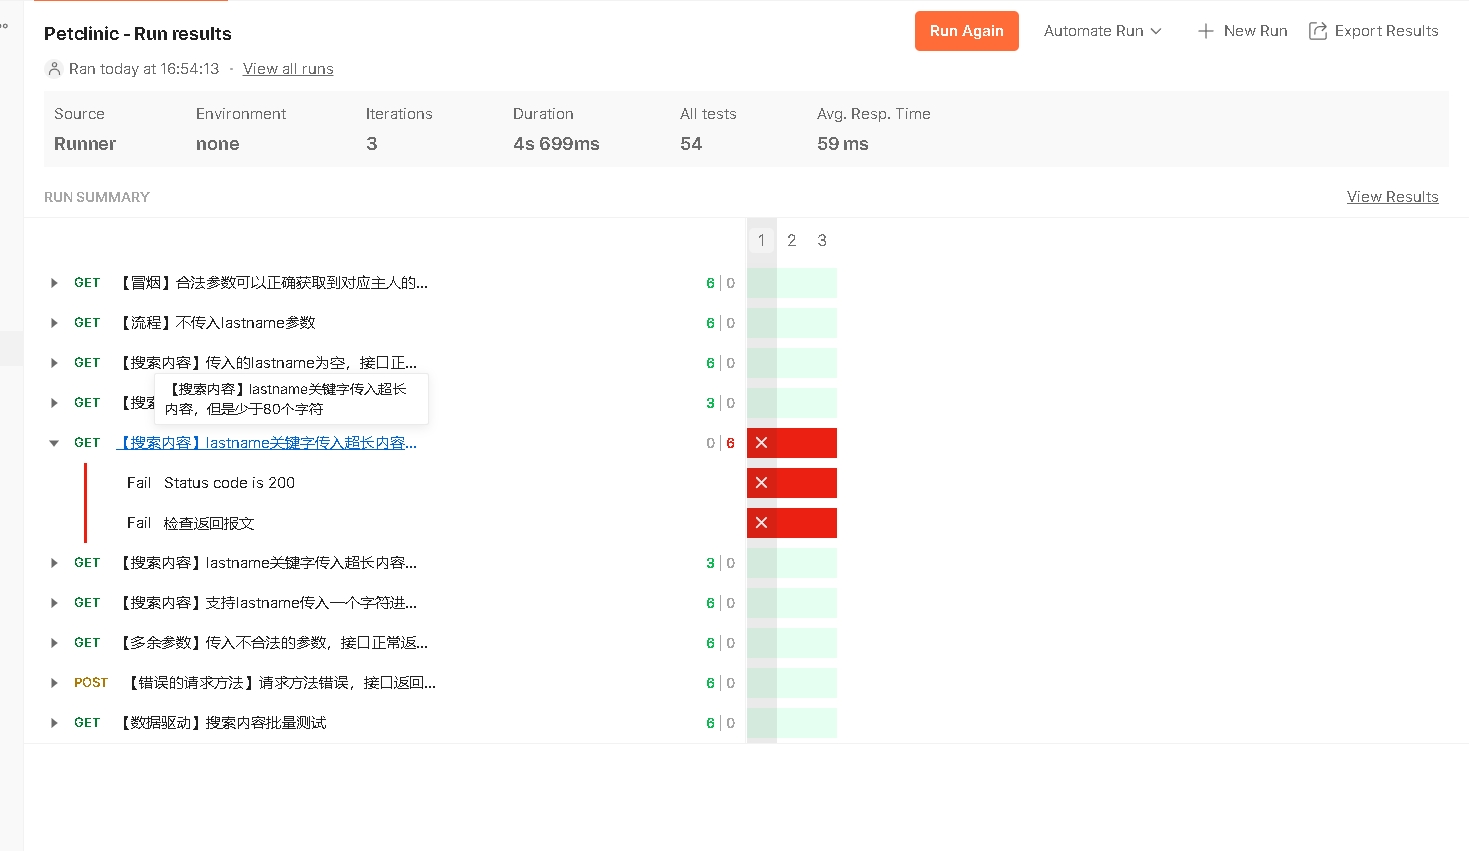 Petclinic - Run results
Run Again
Automate Run
New Run
Export Results
Ran today at 16:54:13 · View all runs
Source
Environment
Iterations
Duration
All tests
Avg. Resp. Time
Runner
none
3
4s 699ms
54
59 ms
RUN SUMMARY
View Results
1 2 3
GET 【冒烟】合法参数可以正确获取到对应主人的... 6 | 0
GET 【流程】不传入lastname参数 6 | 0
GET 【搜索内容】传入的lastname为空，接口正... 6 | 0
【搜索内容】lastname关键字传入超长
内容，但是少于80个字符
GET 【搜索 3 | 0
GET 【搜索内容】lastname关键字传入超长内容... 0 | 6
Fail Status code is 200
Fail 检查返回报文
GET 【搜索内容】lastname关键字传入超长内容... 3 | 0
GET 【搜索内容】支持lastname传入一个字符进... 6 | 0
GET 【多余参数】传入不合法的参数，接口正常返... 6 | 0
POST 【错误的请求方法】请求方法错误，接口返回... 6 | 0
GET 【数据驱动】搜索内容批量测试 6 | 0